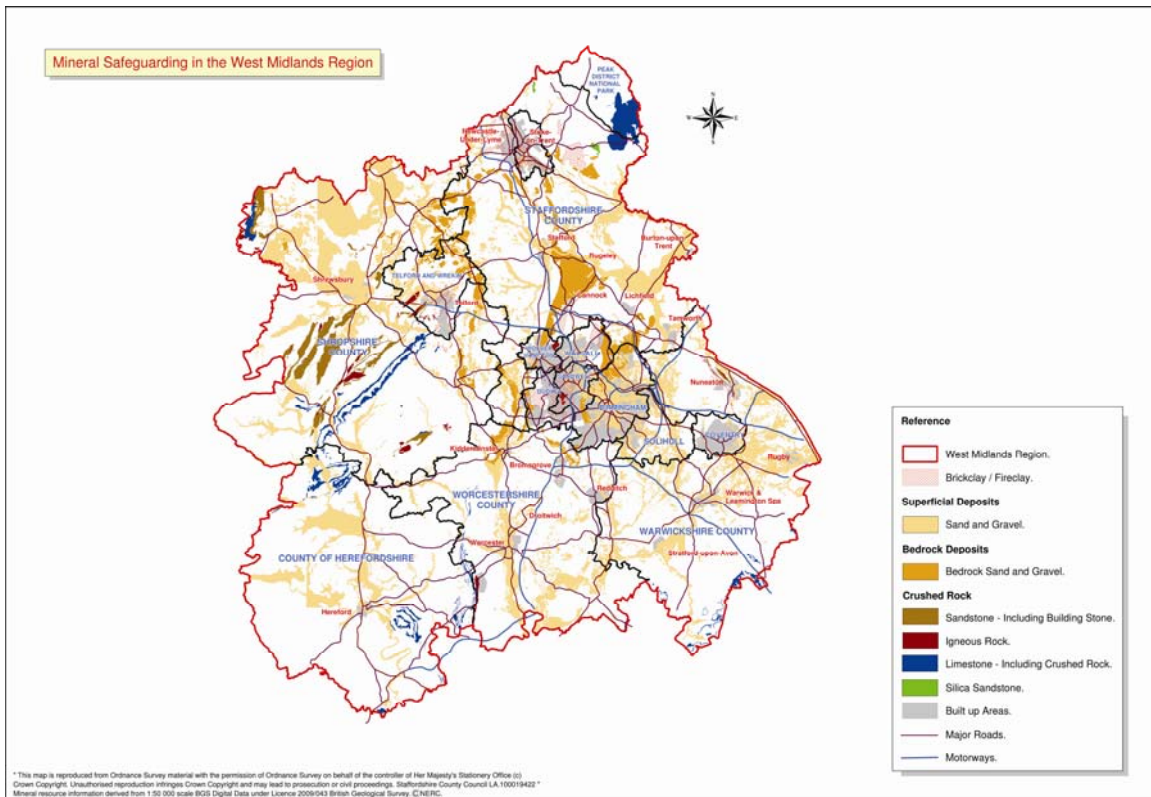 Mineral Safeguarding in the West Midlands Region
PEAK
DISTRICT
NATIONAL
PARK
N
W
E
S
Newcastle-
Under-Lyme
Stoke-
on-Trent
STAFFORDSHIRE
COUNTY
Stafford
Burton-upon
Trent
Rugeley
Shrewsbury
TELFORD AND WREKIN
Telford
Cannock
Lichfield
Tamworth
SHROPSHIRE
COUNTY
WALSALL
Nuneaton
BIRMINGHAM
SOLIHULL
COVENTRY
Kidderminster
Bromsgrove
Rugby
WORCESTERSHIRE
COUNTY
Redditch
Warwick &
Leamington Spa
Droitwich
WARWICKSHIRE COUNTY
Worcester
COUNTY OF HEREFORDSHIRE
Stratford-upon-Avon
Hereford
Reference
West Midlands Region.
Brickclay / Fireclay.
Superficial Deposits
Sand and Gravel.
Bedrock Deposits
Bedrock Sand and Gravel.
Crushed Rock
Sandstone - Including Building Stone.
Igneous Rock.
Limestone - Including Crushed Rock.
Silica Sandstone.
Built up Areas.
Major Roads.
Motorways.
" This map is reproduced from Ordnance Survey material with the permission of Ordnance Survey on behalf of the controller of Her Majesty's Stationery Office (c)
Crown Copyright. Unauthorised reproduction infringes Crown Copyright and may lead to prosecution or civil proceedings. Staffordshire County Council LA.100019422 "
Mineral resource information derived from 1:50 000 scale BGS Digital Data under Licence 2009/043 British Geological Survey. ©NERC.